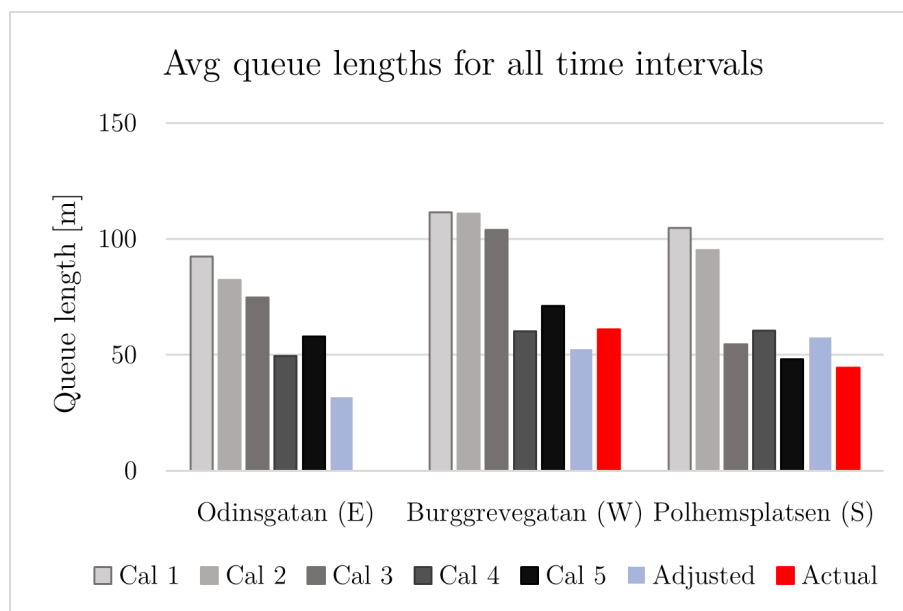 Avg queue lengths for all time intervals
150
100
50
0
Queue length [m]
Odinsgatan (E) Burggrevegatan (W) Polhemsplatsen (S)
Cal 1 Cal 2 Cal 3 Cal 4 Cal 5 Adjusted Actual